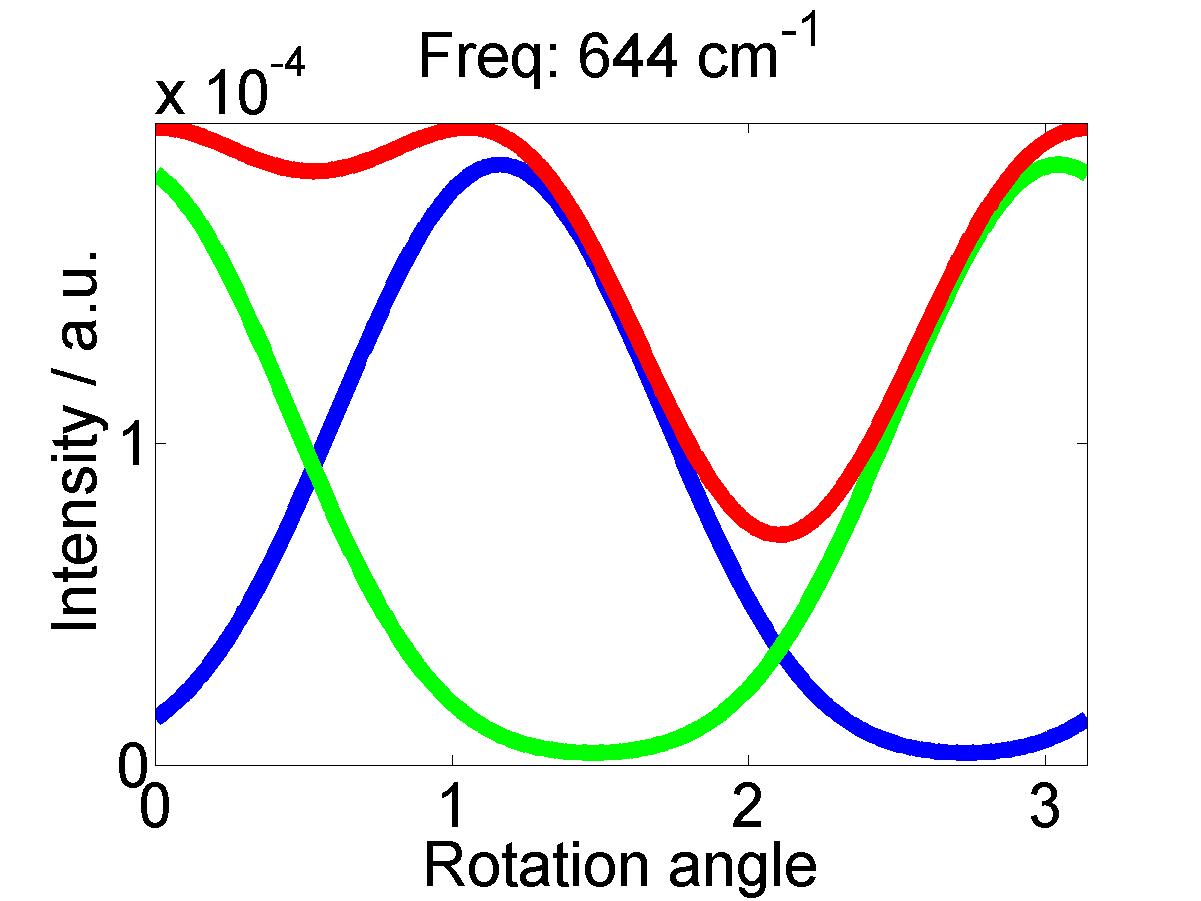 Freq: 644 cm⁻¹
x 10⁻⁴
Intensity / a.u.
1
0
0 1 2 3
Rotation angle